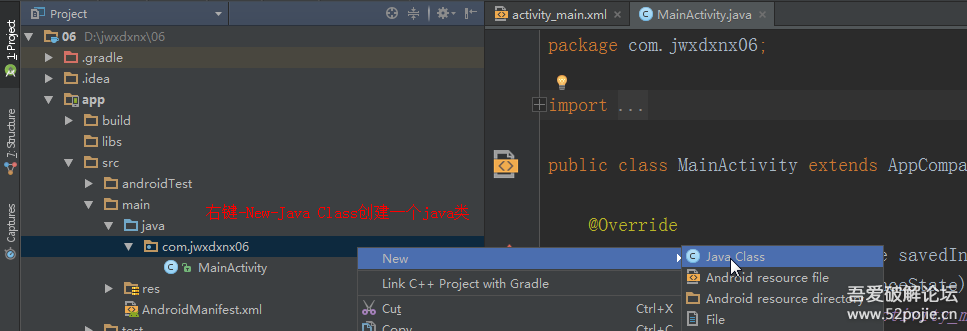 Project
activity_main.xml
MainActivity.java
1: Project
7: Structure
Captures
06 D:\jwxdxnx\06
.gradle
.idea
app
build
libs
src
androidTest
main
java
com.jwxdxnx06
MainActivity
res
AndroidManifest.xml
test
右键-New-Java Class创建一个java类
package com.jwxdxnx06;
import ...
public class MainActivity extends AppCompa
@Override
savedIn
New
Link C++ Project with Gradle
Cut Ctrl+X
Copy Ctrl+C
Java Class
Android resource file
Android resource directory
File
吾爱破解论坛
www.52pojie.cn